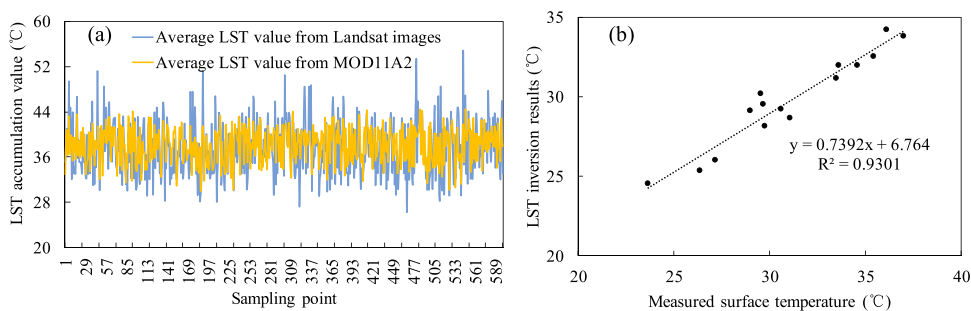 (a)
Average LST value from Landsat images
Average LST value from MOD11A2
LST accumulation value (℃)
60
52
44
36
28
20
1 29 57 85 113 141 169 197 225 253 281 309 337 365 393 421 449 477 505 533 561 589
Sampling point
(b)
LST inversion results (℃)
35
30
25
20
y = 0.7392x + 6.764
R² = 0.9301
20 25 30 35 40
Measured surface temperature (℃)